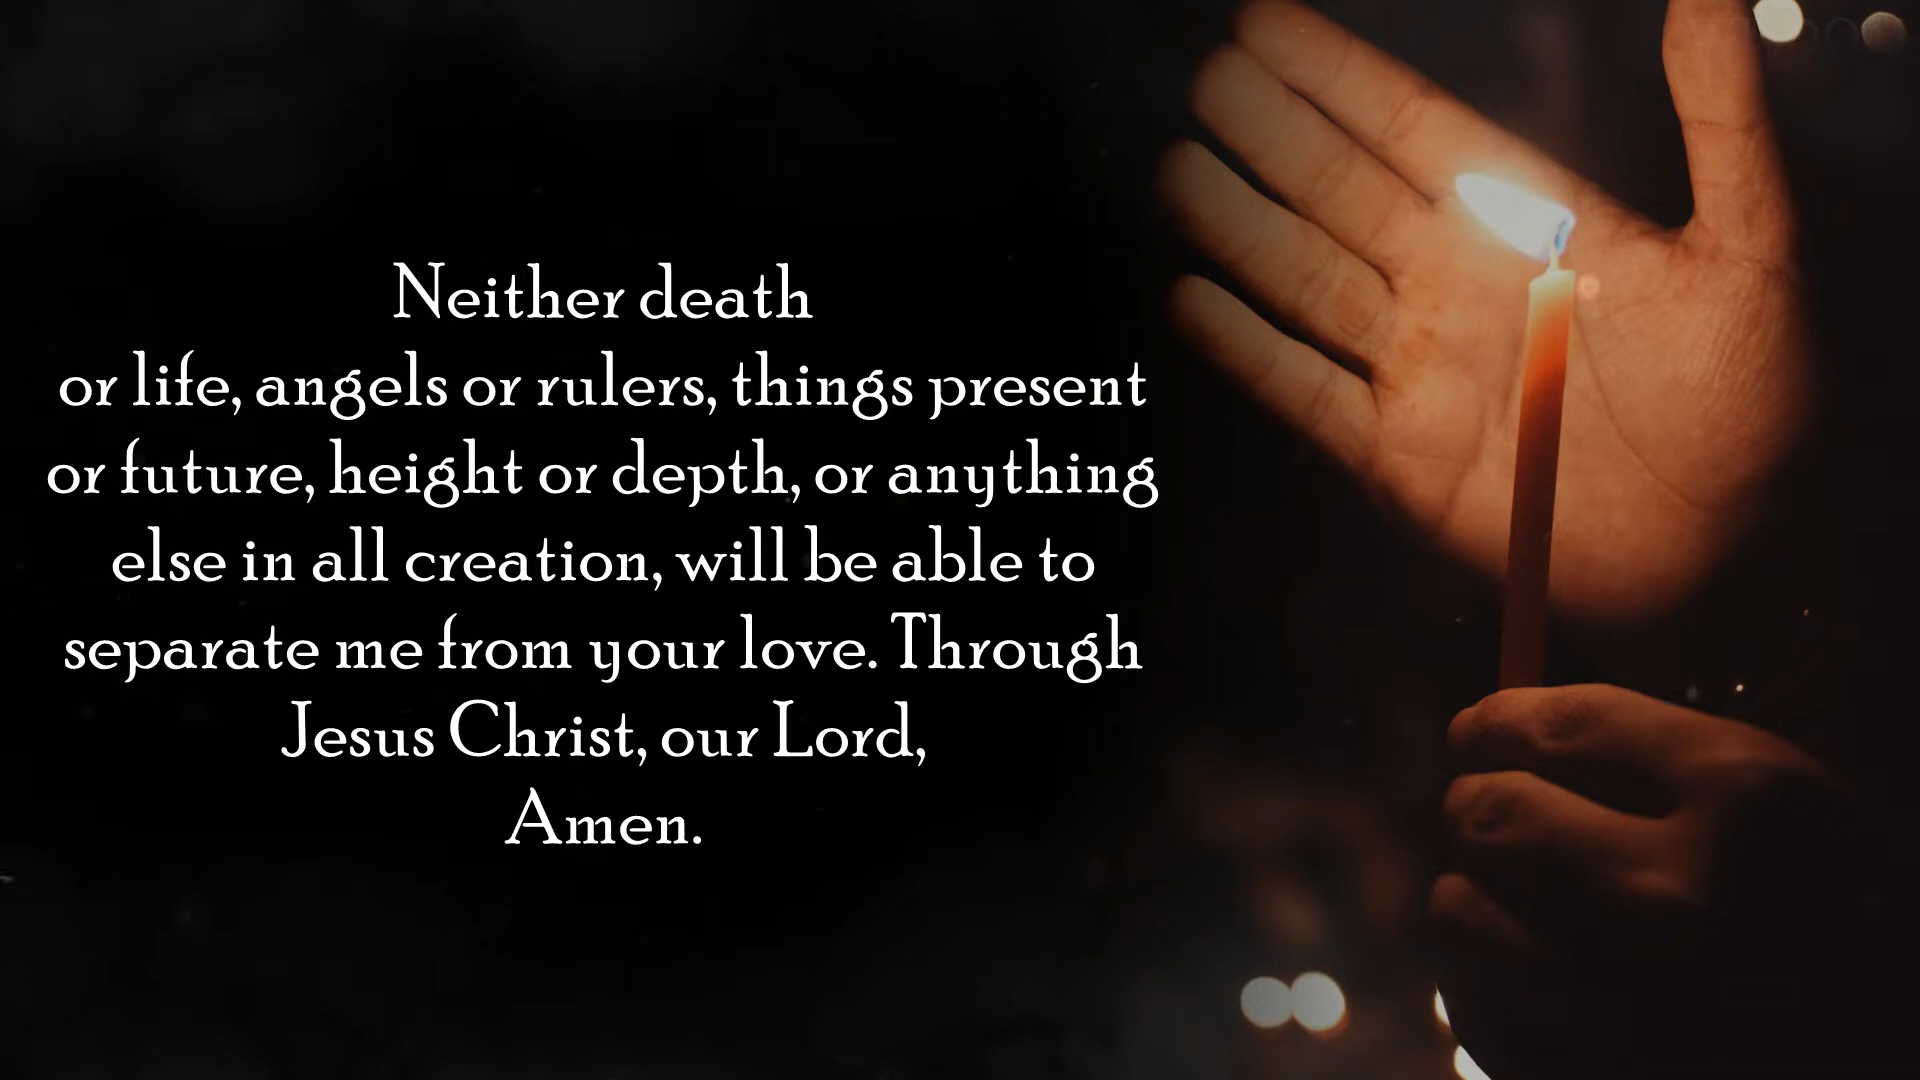 Neither death
or life, angels or rulers, things present
or future, height or depth, or anything
else in all creation, will be able to
separate me from your love. Through
Jesus Christ, our Lord,
Amen.